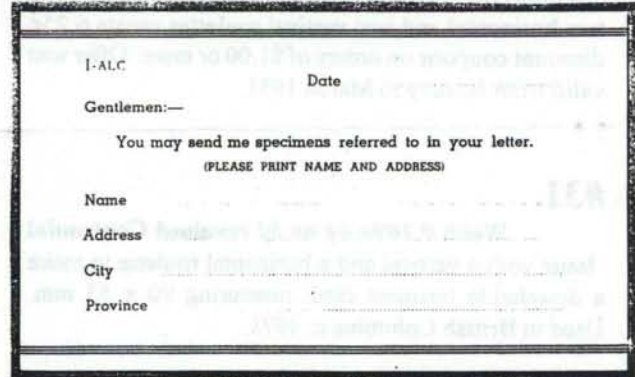 I-ALC
Date
Gentlemen:—
You may send me specimens referred to in your letter.
(PLEASE PRINT NAME AND ADDRESS)
Name
Address
City
Province